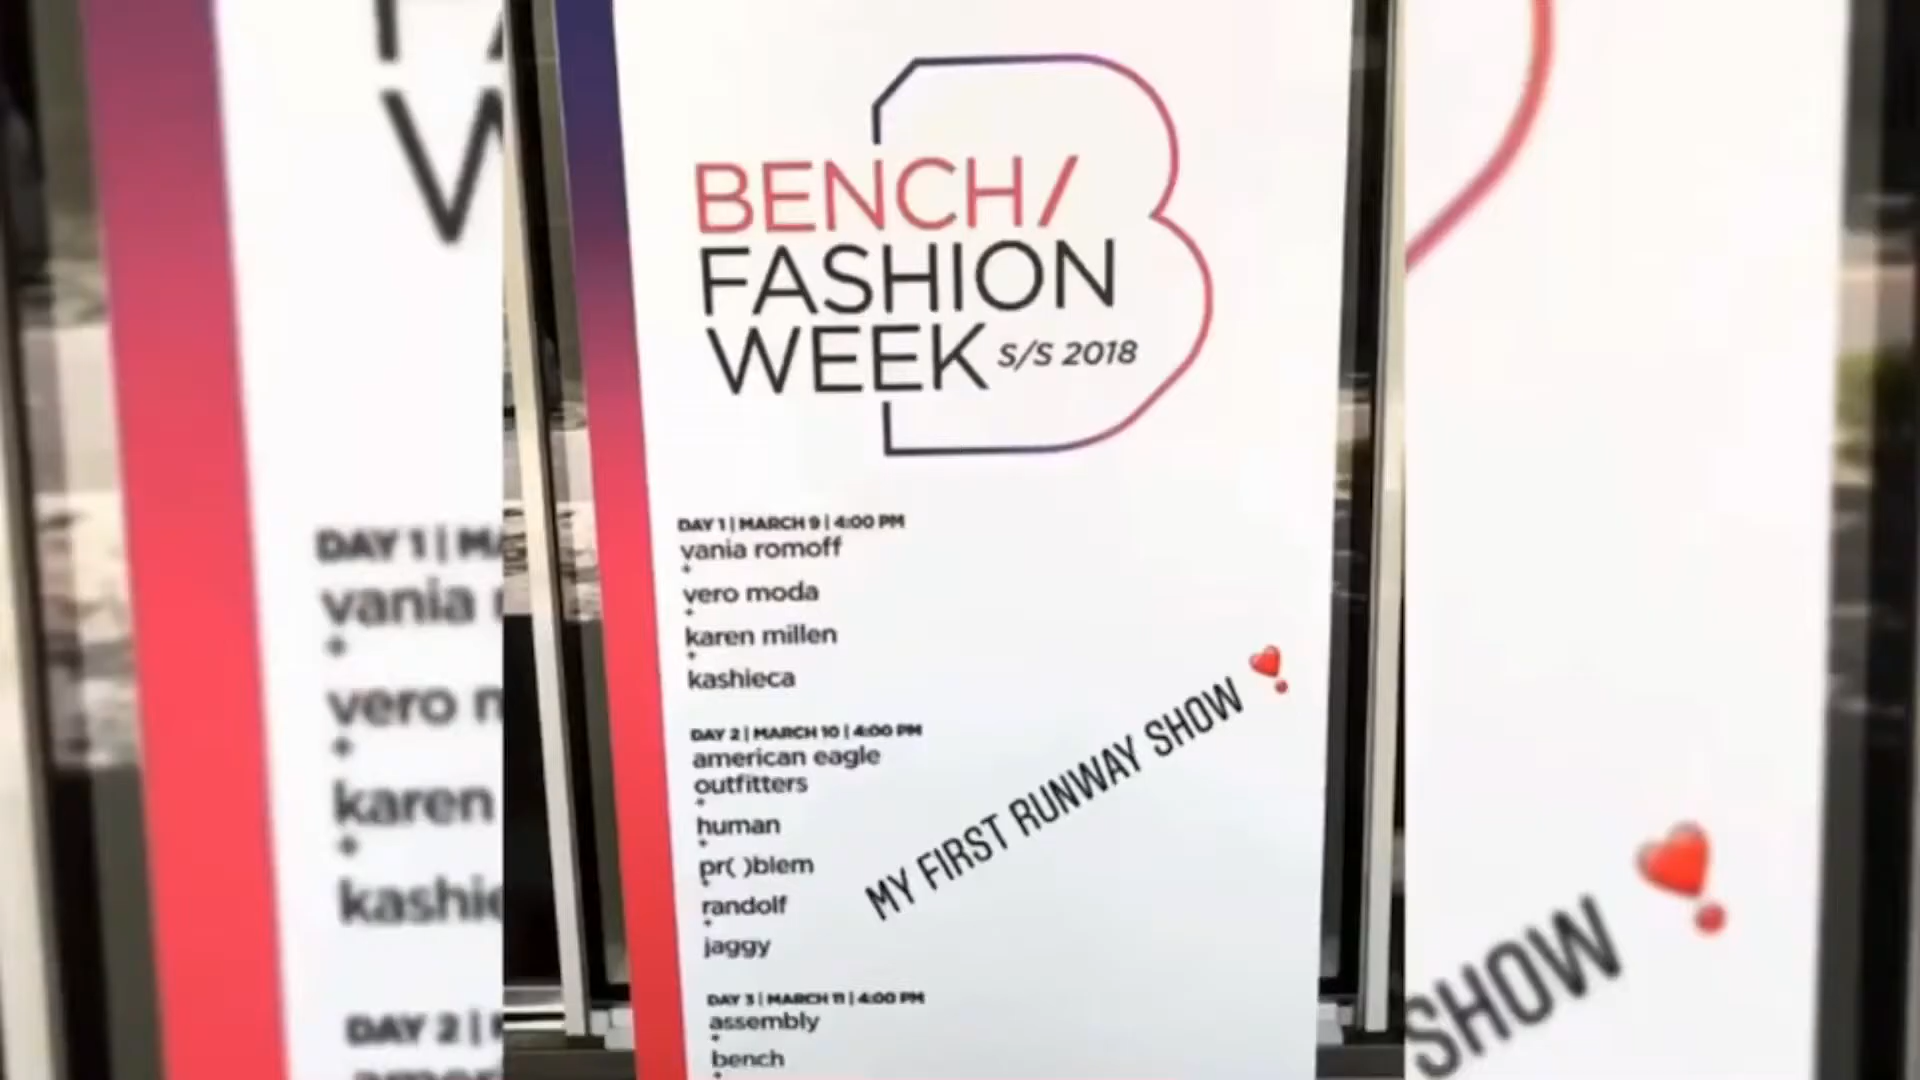 BENCH/
FASHION
WEEK S/S 2018
DAY 1 | MARCH 9 | 4:00 PM
vania romoff
+
vero moda
+
karen millen
+
kashieca
DAY 2 | MARCH 10 | 4:00 PM
american eagle
outfitters
+
human
+
pr( )blem
+
randolf
+
jaggy
DAY 3 | MARCH 11 | 4:00 PM
assembly
+
bench
+
MY FIRST RUNWAY SHOW ❣️